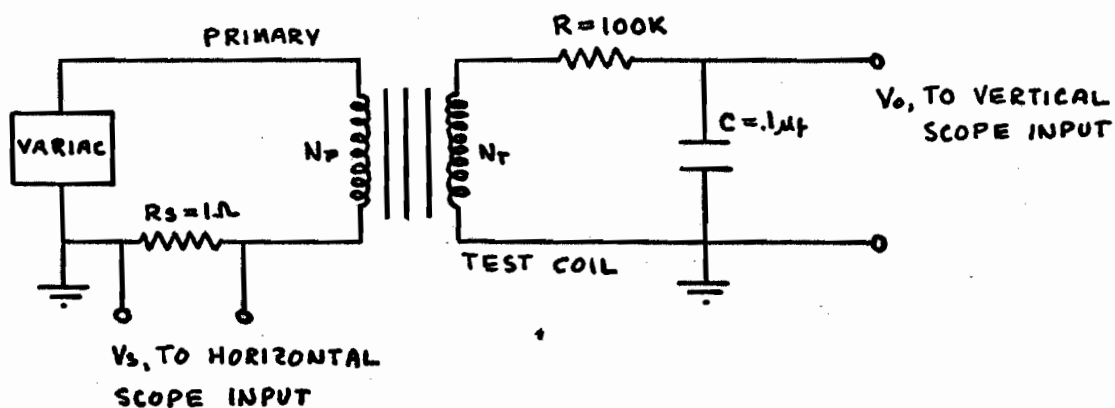 PRIMARY
R=100K
VARIAC
NP
NT
C=.1μf
Vo, TO VERTICAL
SCOPE INPUT
RS=1Ω
TEST COIL
Vs, TO HORIZONTAL
SCOPE INPUT